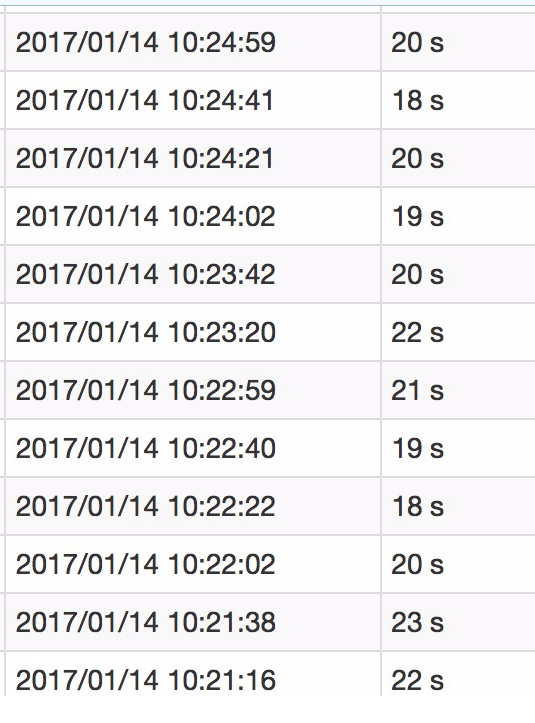 2017/01/14 10:24:59 20 s
2017/01/14 10:24:41 18 s
2017/01/14 10:24:21 20 s
2017/01/14 10:24:02 19 s
2017/01/14 10:23:42 20 s
2017/01/14 10:23:20 22 s
2017/01/14 10:22:59 21 s
2017/01/14 10:22:40 19 s
2017/01/14 10:22:22 18 s
2017/01/14 10:22:02 20 s
2017/01/14 10:21:38 23 s
2017/01/14 10:21:16 22 s